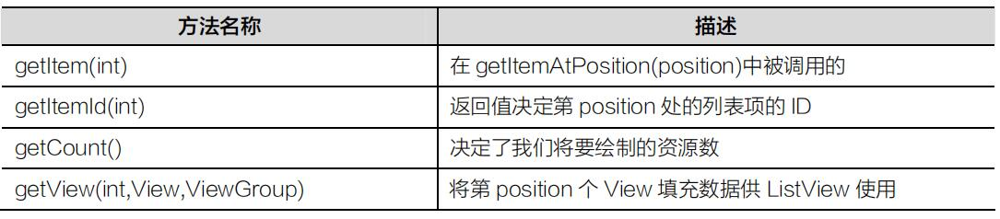 方法名称 描述
getItem(int) 在 getItemAtPosition(position)中被调用的
getItemId(int) 返回值决定第 position 处的列表项的 ID
getCount() 决定了我们将要绘制的资源数
getView(int,View,ViewGroup) 将第 position 个 View 填充数据供 ListView 使用